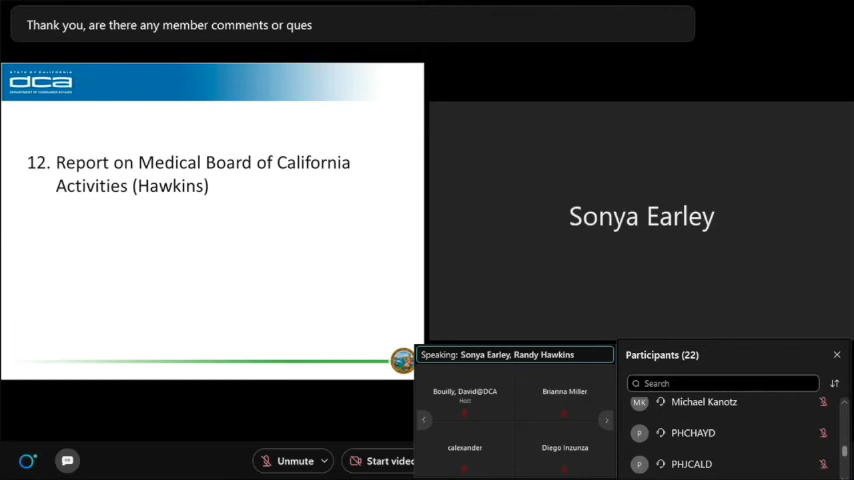 Thank you, are there any member comments or ques
STATE OF CALIFORNIA
dca
DEPARTMENT OF CONSUMER AFFAIRS
12. Report on Medical Board of California
Activities (Hawkins)
Sonya Earley
Speaking: Sonya Earley, Randy Hawkins
Bouilly, David@DCA
Host
Brianna Miller
calexander
Diego Inzunza
Participants (22)
Search
MK Michael Kanotz
P PHCHAYD
P PHJCALD
Unmute
Start video